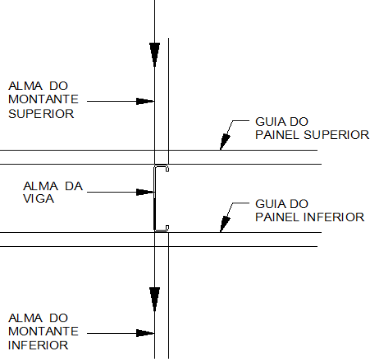 ALMA DO
MONTANTE
SUPERIOR
GUIA DO
PAINEL SUPERIOR
ALMA DA
VIGA
GUIA DO
PAINEL INFERIOR
ALMA DO
MONTANTE
INFERIOR